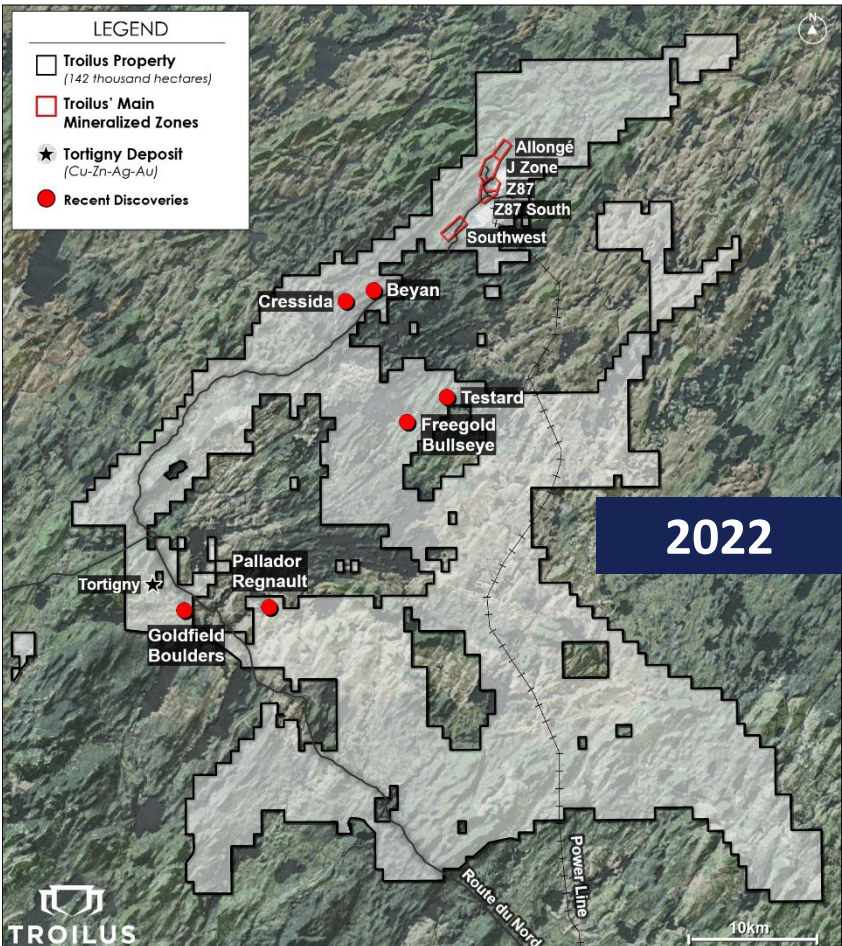 LEGEND
Troilus Property
(142 thousand hectares)
Troilus' Main
Mineralized Zones
Tortigny Deposit
(Cu-Zn-Ag-Au)
Recent Discoveries
N
Allongé
J Zone
Z87
Z87 South
Southwest
Beyan
Cressida
Testard
Freegold
Bullseye
2022
Pallador
Regnault
Tortigny
Goldfield
Boulders
Route du Nord
Power Line
TROILUS
10km